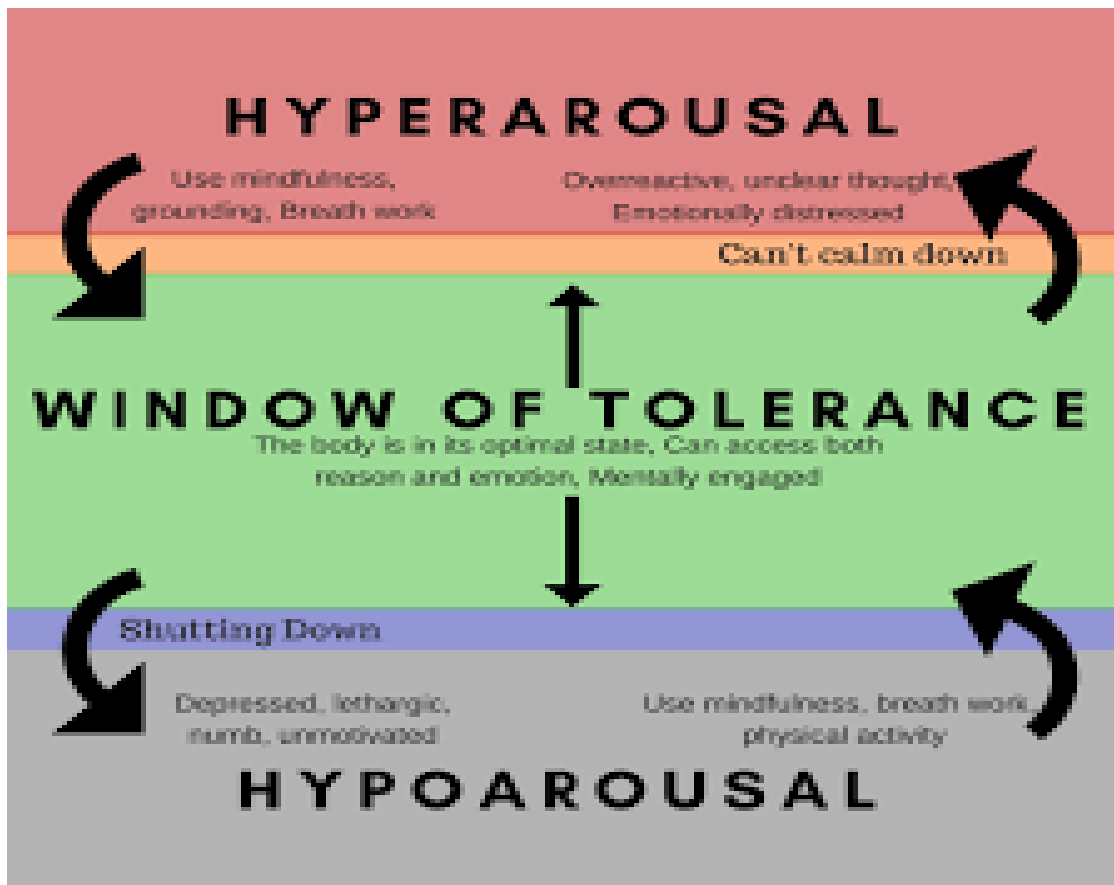 HYPERAROUSAL
Use mindfulness,
grounding, Breath work
Overreactive, unclear thought,
Emotionally distressed
Can't calm down
WINDOW OF TOLERANCE
The body is in its optimal state, Can access both
reason and emotion, Mentally engaged
Shutting Down
Depressed, lethargic,
numb, unmotivated
Use mindfulness, breath work,
physical activity
HYPOAROUSAL